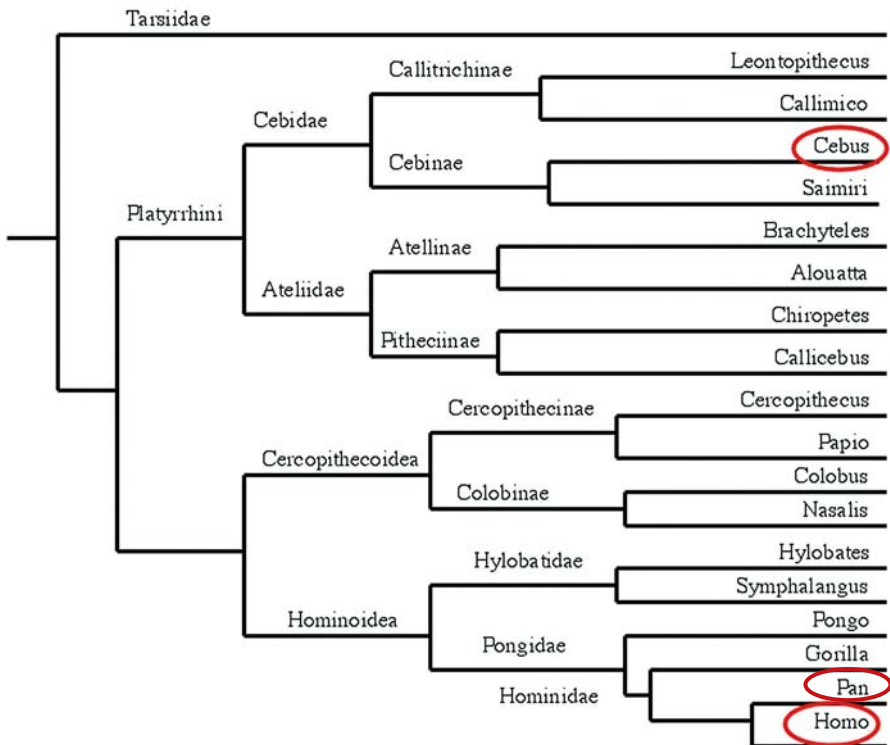 Tarsiidae
Leontopithecus
Callitrichinae
Callimico
Cebidae
Cebus
Cebinae
Saimiri
Platyrrhini
Brachyteles
Atellinae
Alouatta
Ateliidae
Chiropetes
Pitheciinae
Callicebus
Cercopithecus
Cercopithecinae
Papio
Cercopithecoidea
Colobus
Colobinae
Nasalis
Hylobates
Hylobatidae
Symphalangus
Hominoidea
Pongo
Pongidae
Gorilla
Pan
Hominidae
Homo